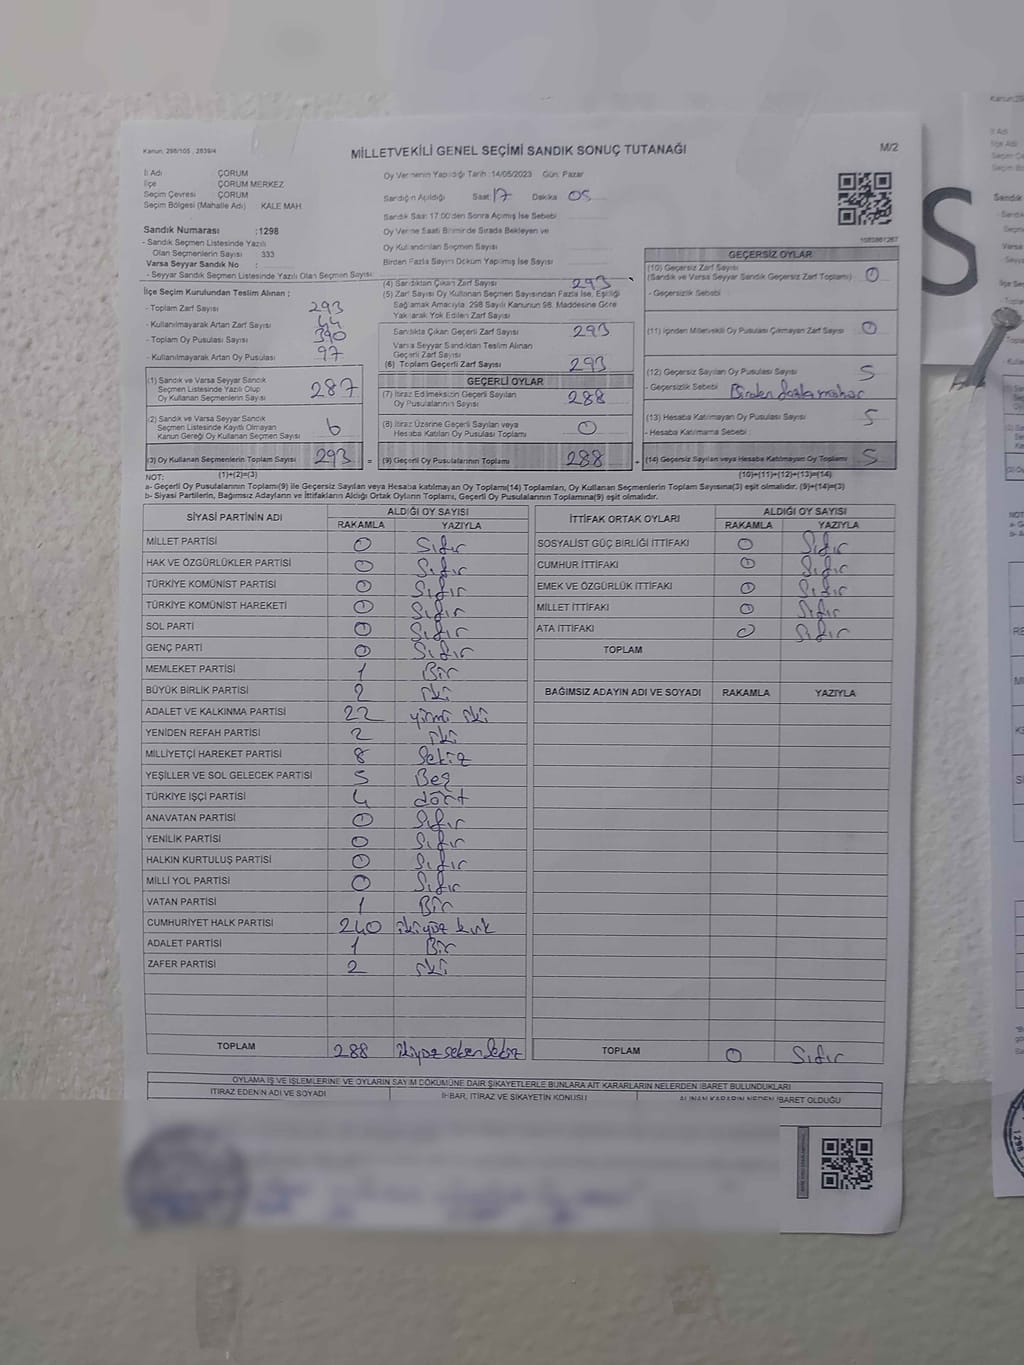 Kanun, 298/105 , 2839/4
MİLLETVEKİLİ GENEL SEÇİMİ SANDIK SONUÇ TUTANAĞI
M/2
İl Adı ÇORUM
İlçe ÇORUM MERKEZ
Seçim Çevresi ÇORUM
Seçim Bölgesi (Mahalle Adı) KALE MAH.
Sandık Numarası :1298
- Sandık Seçmen Listesinde Yazılı
Olan Seçmenlerin Sayısı 333
Varsa Seyyar Sandık No :
- Seyyar Sandık Seçmen Listesinde Yazılı Olan Seçmen Sayısı:
Oy Vermenin Yapıldığı Tarih :14/05/2023 Gün: Pazar
Sandığın Açıldığı Saat: 17 Dakika 05
Sandık Saat 17.00'den Sonra Açılmış İse Sebebi
Oy Verme Saati Bitiminde Sırada Bekleyen ve
Oy Kullandırılan Seçmen Sayısı
Birden Fazla Sayım Döküm Yapılmış İse Sayısı
İlçe Seçim Kurulundan Teslim Alınan ;
- Toplam Zarf Sayısı 293
- Kullanılmayarak Artan Zarf Sayısı 44
- Toplam Oy Pusulası Sayısı 390
- Kullanılmayarak Artan Oy Pusulası 97
(1) Sandık ve Varsa Seyyar Sandık
Seçmen Listesinde Yazılı Olup
Oy Kullanan Seçmenlerin Sayısı 287
(2) Sandık ve Varsa Seyyar Sandık
Seçmen Listesinde Kayıtlı Olmayan
Kanun Gereği Oy Kullanan Seçmen Sayısı 6
(3) Oy Kullanan Seçmenlerin Toplam Sayısı 293 =
(4) Sandıktan Çıkan Zarf Sayısı 293
(5) Zarf Sayısı Oy Kullanan Seçmen Sayısından Fazla İse, Eşitliği
Sağlamak Amacıyla, 298 Sayılı Kanunun 98. Maddesine Göre
Yakılarak Yok Edilen Zarf Sayısı
Sandıkta Çıkan Geçerli Zarf Sayısı 293
Varsa Seyyar Sandıktan Teslim Alınan
Geçerli Zarf Sayısı
(6) Toplam Geçerli Zarf Sayısı 293
GEÇERLİ OYLAR
(7) İtiraz Edilmeksizin Geçerli Sayılan
Oy Pusulalarının Sayısı 288
(8) İtiraz Üzerine Geçerli Sayılan veya
Hesaba Katılan Oy Pusulası Toplamı 0
(9) Geçerli Oy Pusulalarının Toplamı 288 +
GEÇERSİZ OYLAR
(10) Geçersiz Zarf Sayısı
(Sandık ve Varsa Seyyar Sandık Geçersiz Zarf Toplamı) 0
- Geçersizlik Sebebi
(11) İçinden Milletvekili Oy Pusulası Çıkmayan Zarf Sayısı 0
(12) Geçersiz Sayılan Oy Pusulası Sayısı 5
- Geçersizlik Sebebi Birden fazla mühür
(13) Hesaba Katılmayan Oy Pusulası Sayısı 5
- Hesaba Katılmama Sebebi :
(14) Geçersiz Sayılan veya Hesaba Katılmayan Oy Toplamı 5
NOT: (1)+(2)=(3) (10)+(11)+(12)+(13)=(14)
a- Geçerli Oy Pusulalarının Toplamı(9) ile Geçersiz Sayılan veya Hesaba katılmayan Oy Toplamı(14) Toplamları, Oy Kullanan Seçmenlerin Toplam Sayısına(3) eşit olmalıdır. (9)+(14)=(3)
b- Siyasi Partilerin, Bağımsız Adayların ve İttifakların Aldığı Ortak Oyların Toplamı, Geçerli Oy Pusulalarının Toplamına(9) eşit olmalıdır.
SİYASİ PARTİNİN ADI ALDIĞI OY SAYISI
RAKAMLA YAZIYLA
MİLLET PARTİSİ 0 Sıfır
HAK VE ÖZGÜRLÜKLER PARTİSİ 0 Sıfır
TÜRKİYE KOMÜNİST PARTİSİ 0 Sıfır
TÜRKİYE KOMÜNİST HAREKETİ 0 Sıfır
SOL PARTİ 0 Sıfır
GENÇ PARTİ 0 Sıfır
MEMLEKET PARTİSİ 1 Bir
BÜYÜK BİRLİK PARTİSİ 2 iki
ADALET VE KALKINMA PARTİSİ 22 yirmi iki
YENİDEN REFAH PARTİSİ 2 iki
MİLLİYETÇİ HAREKET PARTİSİ 8 Sekiz
YEŞİLLER VE SOL GELECEK PARTİSİ 5 Beş
TÜRKİYE İŞÇİ PARTİSİ 4 dört
ANAVATAN PARTİSİ 0 Sıfır
YENİLİK PARTİSİ 0 Sıfır
HALKIN KURTULUŞ PARTİSİ 0 Sıfır
MİLLİ YOL PARTİSİ 0 Sıfır
VATAN PARTİSİ 1 Bir
CUMHURİYET HALK PARTİSİ 240 ikiyüz kırk
ADALET PARTİSİ 1 Bir
ZAFER PARTİSİ 2 iki
TOPLAM 288 ikiyüz seksen Sekiz
İTTİFAK ORTAK OYLARI ALDIĞI OY SAYISI
RAKAMLA YAZIYLA
SOSYALİST GÜÇ BİRLİĞİ İTTİFAKI 0 Sıfır
CUMHUR İTTİFAKI 0 Sıfır
EMEK VE ÖZGÜRLÜK İTTİFAKI 0 Sıfır
MİLLET İTTİFAKI 0 Sıfır
ATA İTTİFAKI 0 Sıfır
TOPLAM
BAĞIMSIZ ADAYIN ADI VE SOYADI RAKAMLA YAZIYLA
TOPLAM 0 Sıfır
OYLAMA İŞ VE İŞLEMLERİNE VE OYLARIN SAYIM DÖKÜMÜNE DAİR ŞİKAYETLERLE BUNLARA AİT KARARLARIN NELERDEN İBARET BULUNDUKLARI
İTİRAZ EDENİN ADI VE SOYADI İHBAR, İTİRAZ VE ŞİKAYETİN KONUSU ALINAN KARARIN NEDEN İBARET OLDUĞU
S